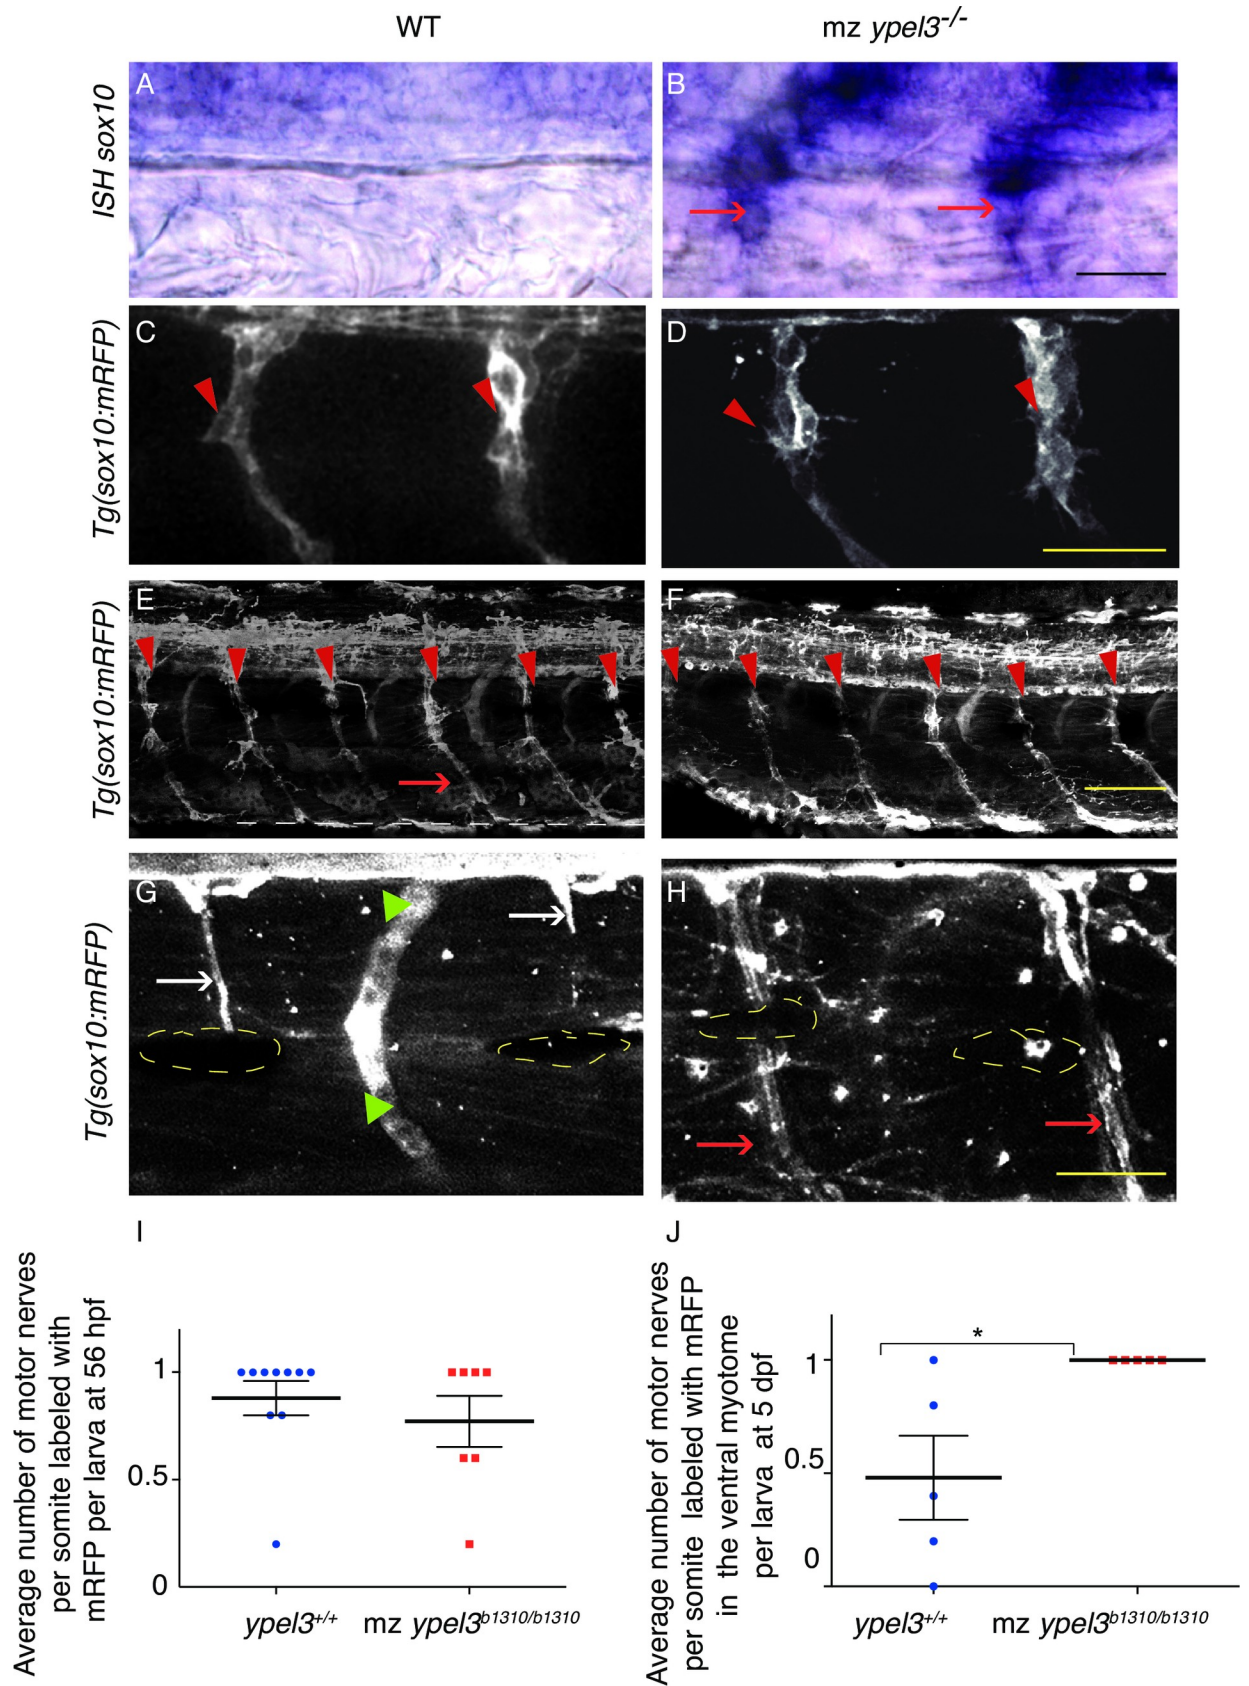 WT
mz ypel3-/-
ISH sox10
A
B
Tg(sox10:mRFP)
C
D
Tg(sox10:mRFP)
E
F
Tg(sox10:mRFP)
G
H
I
Average number of motor nerves
per somite labeled with
mRFP per larva at 56 hpf
1
0.5
0
ypel3+/+
mz ypel3b1310/b1310
J
Average number of motor nerves
per somite labeled with mRFP
in the ventral myotome
per larva at 5 dpf
1
0.5
0
*
ypel3+/+
mz ypel3b1310/b1310